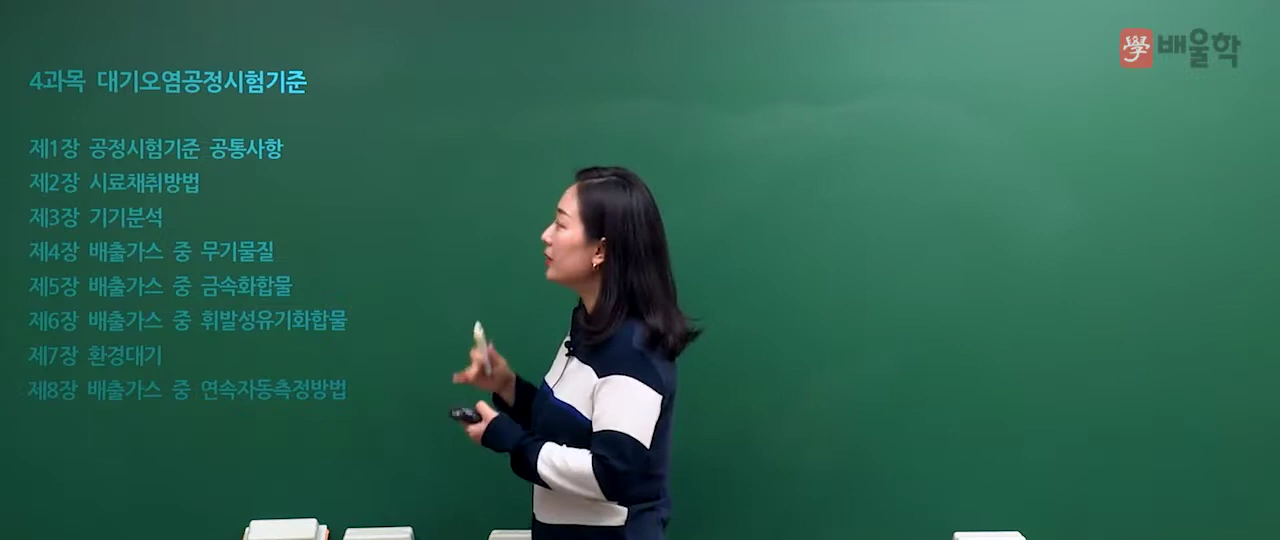 學 배울학
4과목 대기오염공정시험기준
제1장 공정시험기준 공통사항
제2장 시료채취방법
제3장 기기분석
제4장 배출가스 중 무기물질
제5장 배출가스 중 금속화합물
제6장 배출가스 중 휘발성유기화합물
제7장 환경대기
제8장 배출가스 중 연속자동측정방법